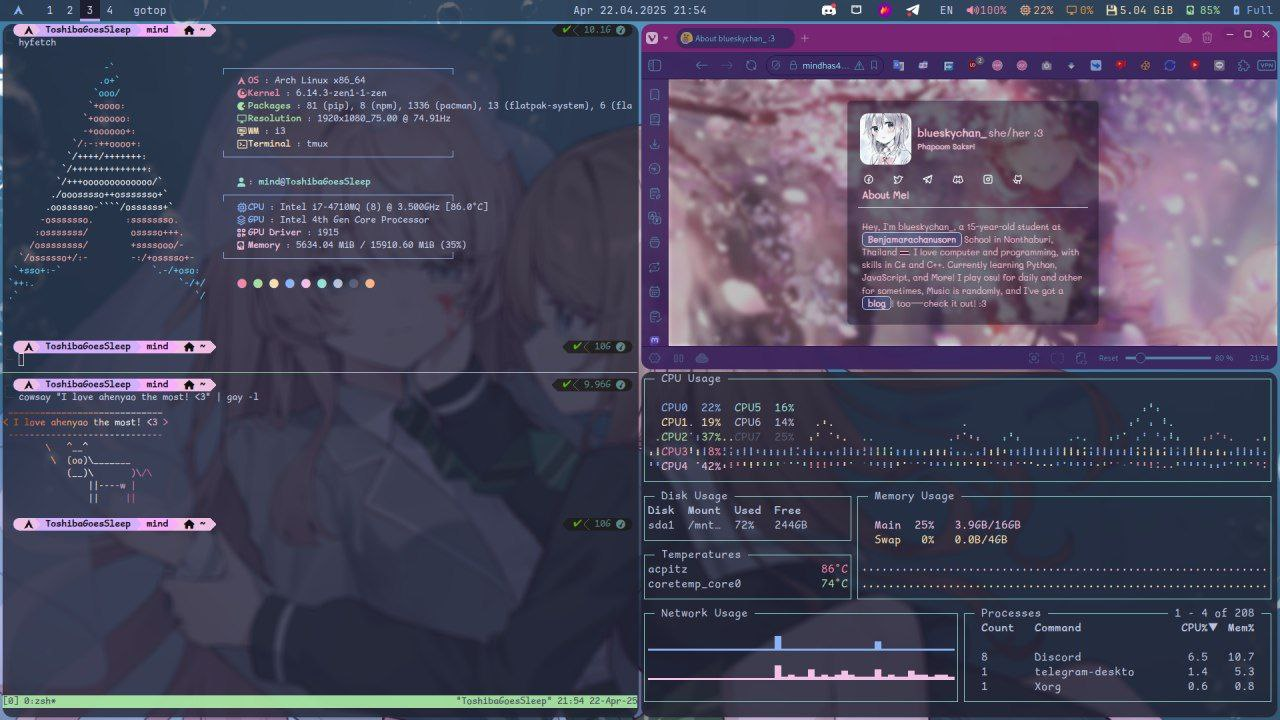 1 2 3 4 gotop
Apr 22.04.2025 21:54
EN 100% 22% 0% 5.04 GiB 85% Full
ToshibaGoesSleep mind ~
10.1G
hyfetch
OS : Arch Linux x86_64
Kernel : 6.14.3-zen1-1-zen
Packages : 81 (pip), 8 (npm), 1336 (pacman), 13 (flatpak-system), 6 (fla
Resolution : 1920x1080_75.00 @ 74.91Hz
WM : i3
Terminal : tmux
: mind@ToshibaGoesSleep
CPU : Intel i7-4710MQ (8) @ 3.500GHz [86.0°C]
GPU : Intel 4th Gen Core Processor
GPU Driver : i915
Memory : 5634.04 MiB / 15910.60 MiB (35%)
ToshibaGoesSleep mind ~
10G
ToshibaGoesSleep mind ~
9.96G
cowsay "I love ahenyao the most! <3" | gay -l
< I love ahenyao the most! <3 >
\ ^__^
\ (oo)\_______
(__)\ )\/\
||----w |
|| ||
ToshibaGoesSleep mind ~
10G
[0] 0:zsh*
"ToshibaGoesSleep" 21:54 22-Apr-25
About blueskychan_ :3
mindhas4...
2
VPN
blueskychan_ she/her :3
Phapoom Saksri
About Me!
Hey, I'm blueskychan_, a 15-year-old student at
Benjamarachanusorn School in Nonthaburi,
Thailand I love computer and programming, with
skills in C# and C++. Currently learning Python,
JavaScript, and More! I play osu! for daily and other
for sometimes, Music is randomly, and I've got a
blog too—check it out! :3
Reset 80 % 21:54
CPU Usage
CPU0 22% CPU5 16%
CPU1 19% CPU6 14%
CPU2 37% CPU7 25%
CPU3 8%
CPU4 42%
Disk Usage
Disk Mount Used Free
sda1 /mnt… 72% 244GB
Memory Usage
Main 25% 3.9GB/16GB
Swap 0% 0.0B/4GB
Temperatures
acpitz 86°C
coretemp_core0 74°C
Network Usage
Processes 1 - 4 of 208
Count Command CPU%▼ Mem%
8 Discord 6.5 10.7
1 telegram-deskto 1.4 5.3
1 Xorg 0.6 0.8